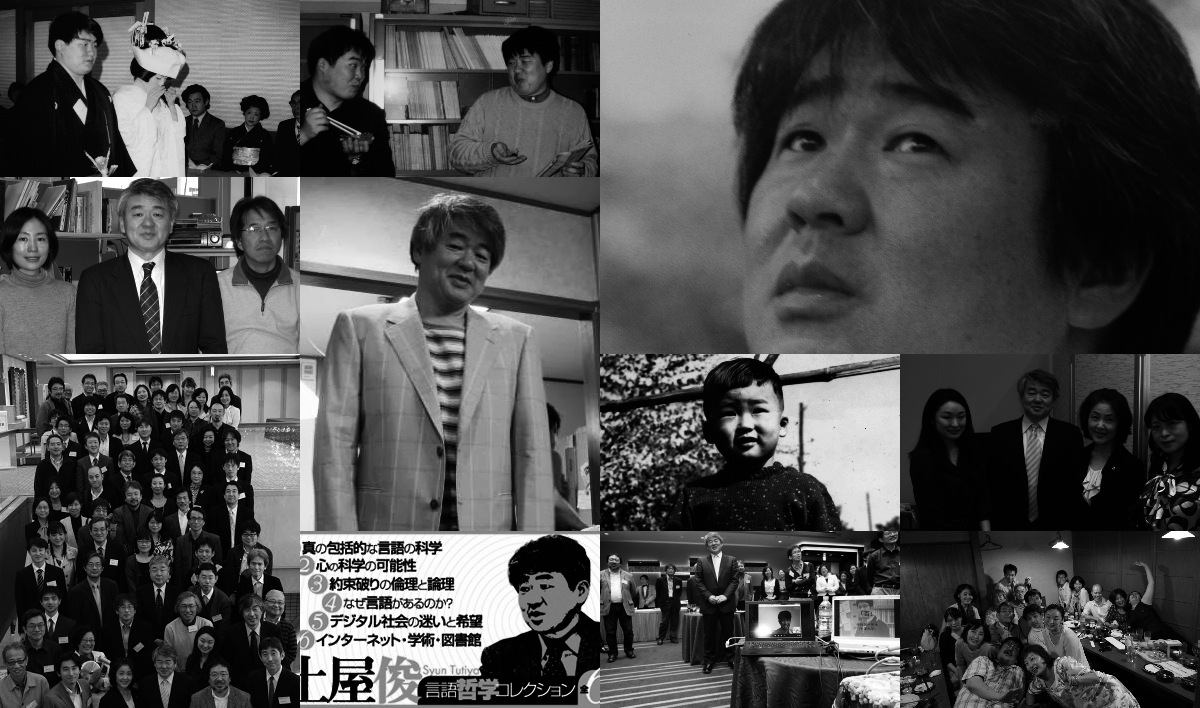 真の包括的な言語の科学
2 心の科学の可能性
3 約束破りの倫理と論理
4 なぜ言語があるのか?
5 デジタル社会の迷いと希望
6 インターネット・学術・図書館
土屋俊
Syun Tutiya
言語哲学コレクション
全